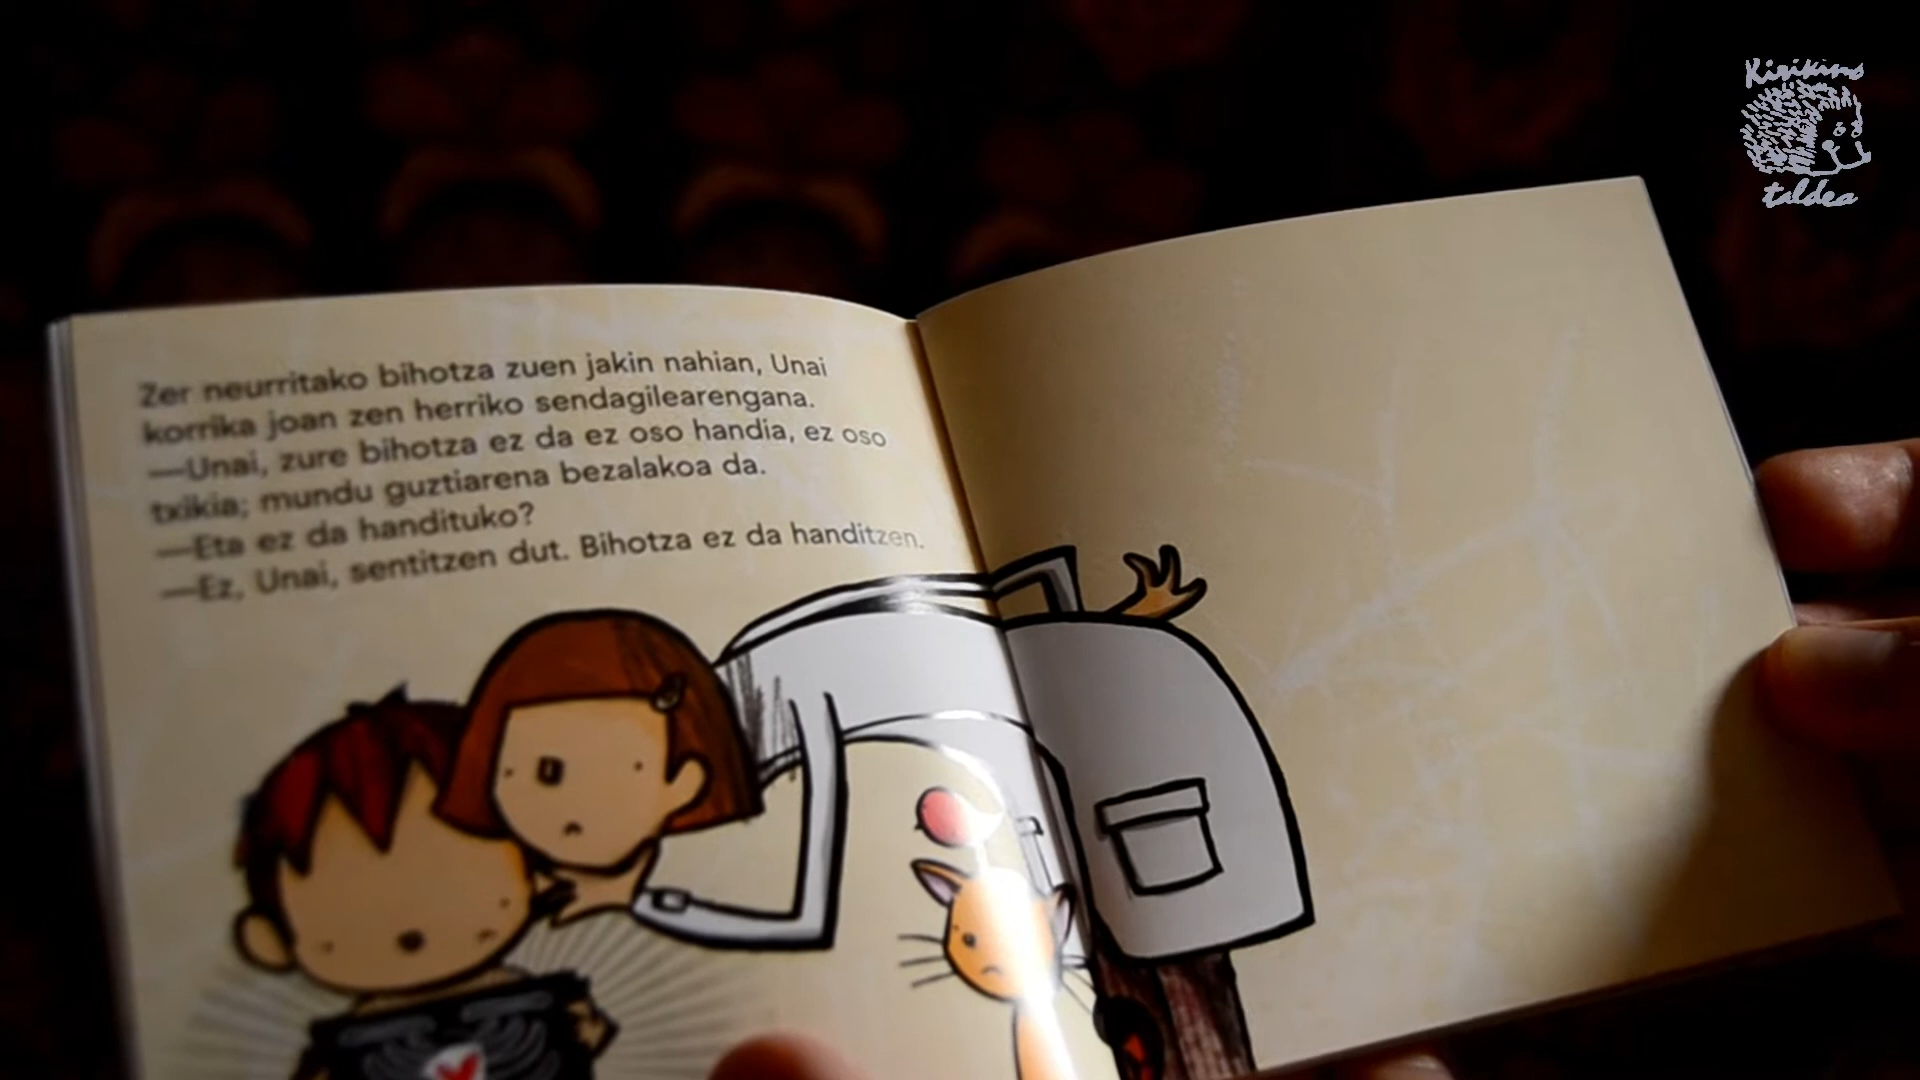 Zer neurritako bihotza zuen jakin nahian, Unai
korrika joan zen herriko sendagilearengana.
—Unai, zure bihotza ez da ez oso handia, ez oso
txikia; mundu guztiarena bezalakoa da.
—Eta ez da handituko?
—Ez, Unai, sentitzen dut. Bihotza ez da handitzen.
Kirikino
taldea